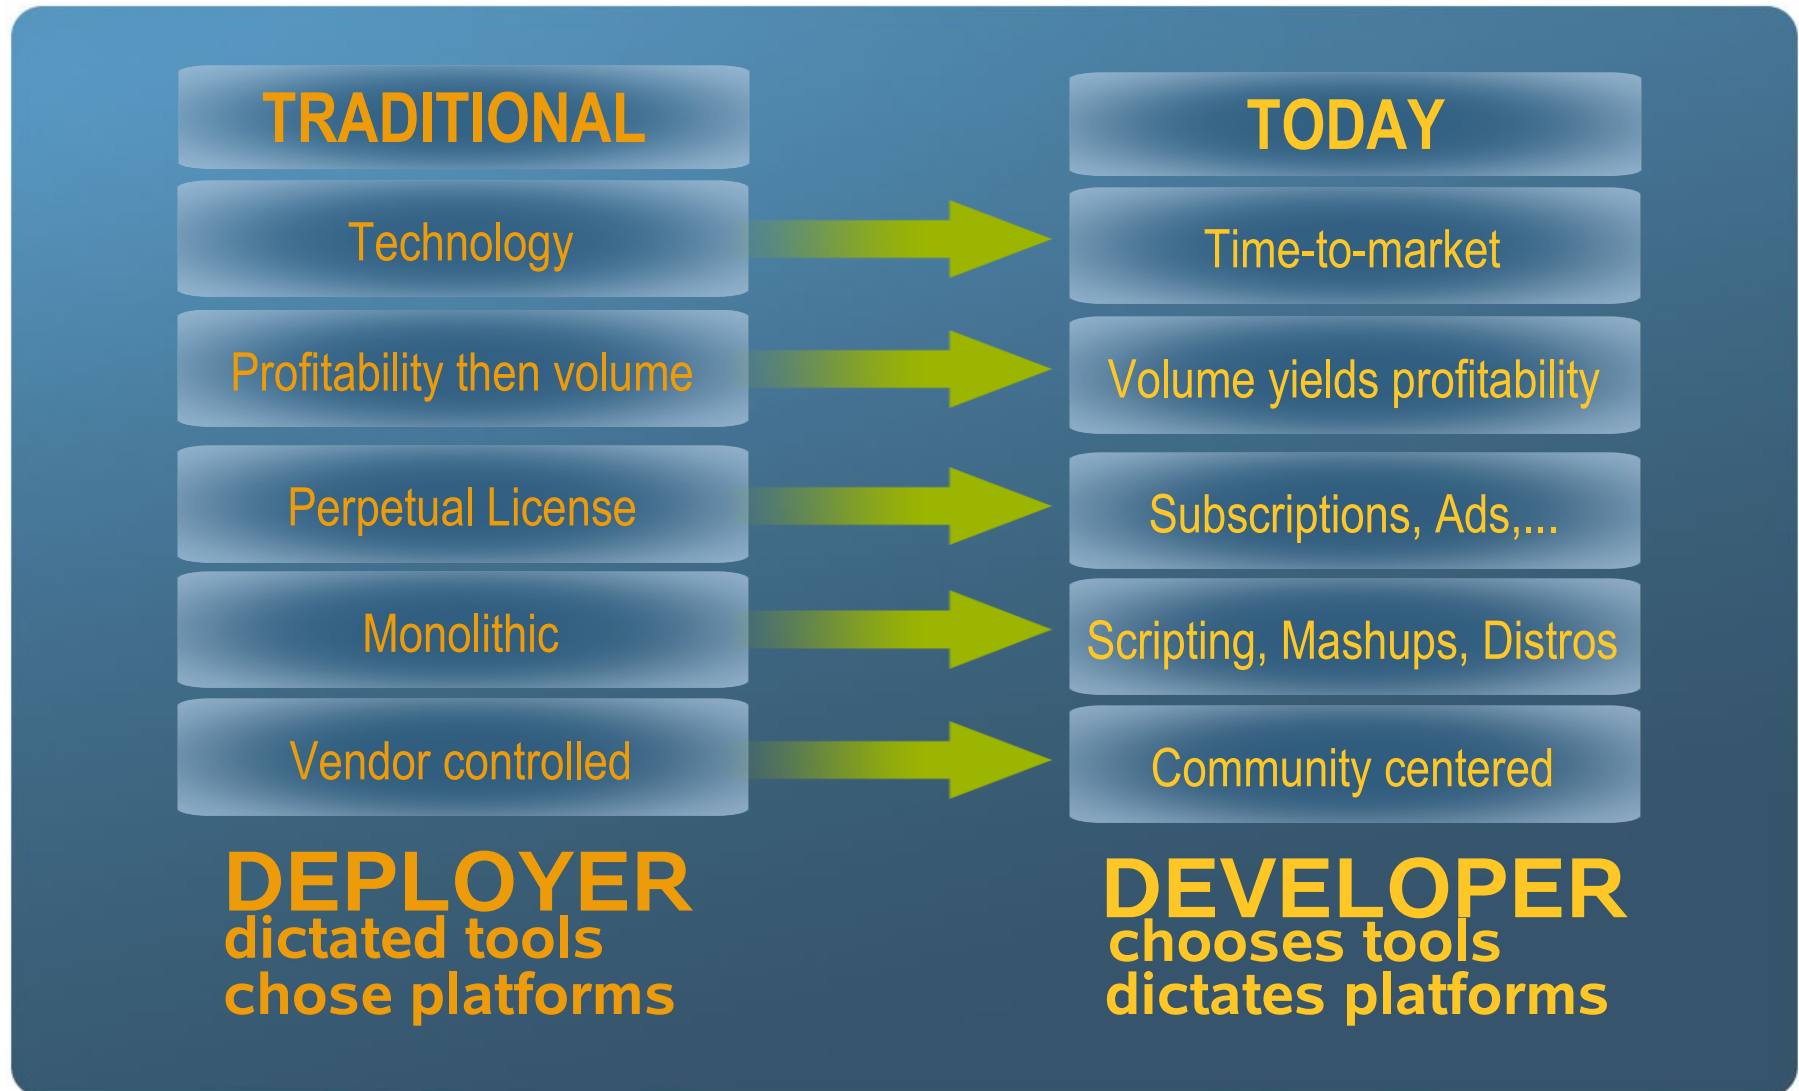 TRADITIONAL
TODAY
Technology
Time-to-market
Profitability then volume
Volume yields profitability
Perpetual License
Subscriptions, Ads,...
Monolithic
Scripting, Mashups, Distros
Vendor controlled
Community centered
DEPLOYER
dictated tools
chose platforms
DEVELOPER
chooses tools
dictates platforms